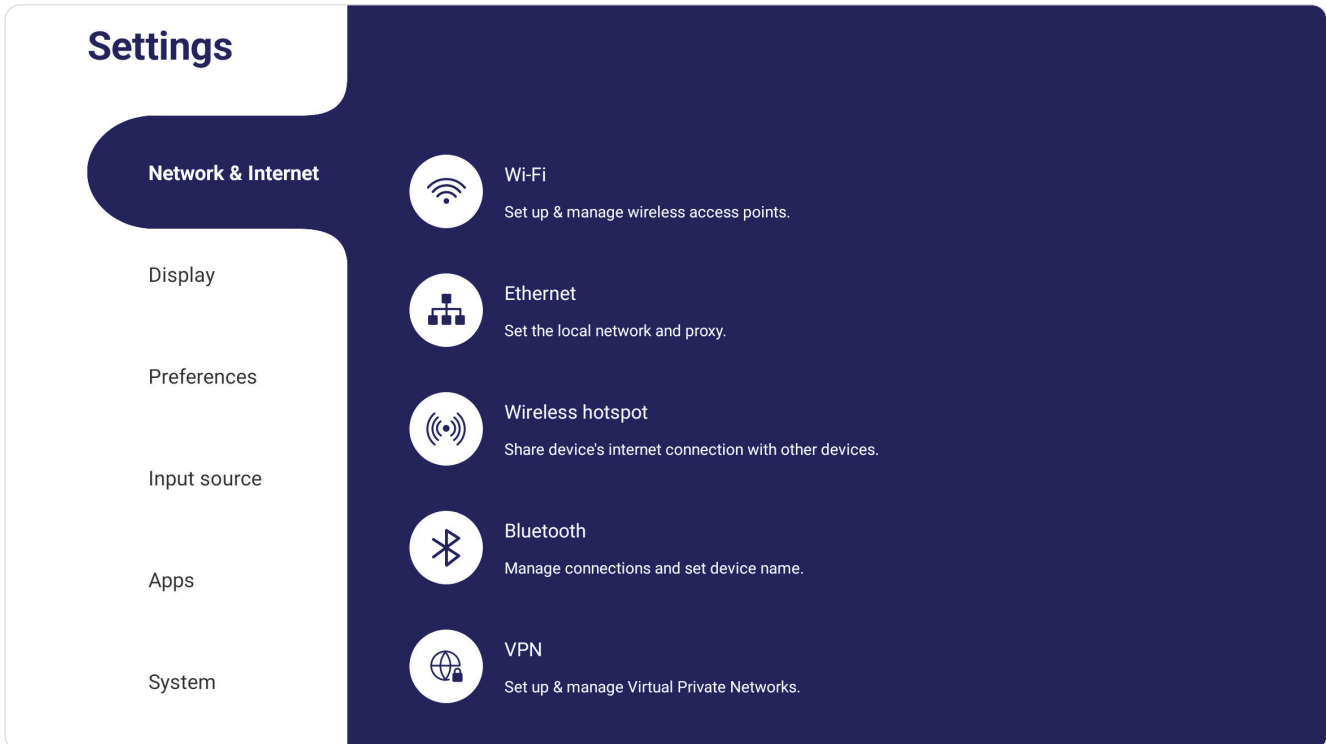 Settings
Network & Internet
Display
Preferences
Input source
Apps
System
Wi-Fi
Set up & manage wireless access points.
Ethernet
Set the local network and proxy.
Wireless hotspot
Share device's internet connection with other devices.
Bluetooth
Manage connections and set device name.
VPN
Set up & manage Virtual Private Networks.